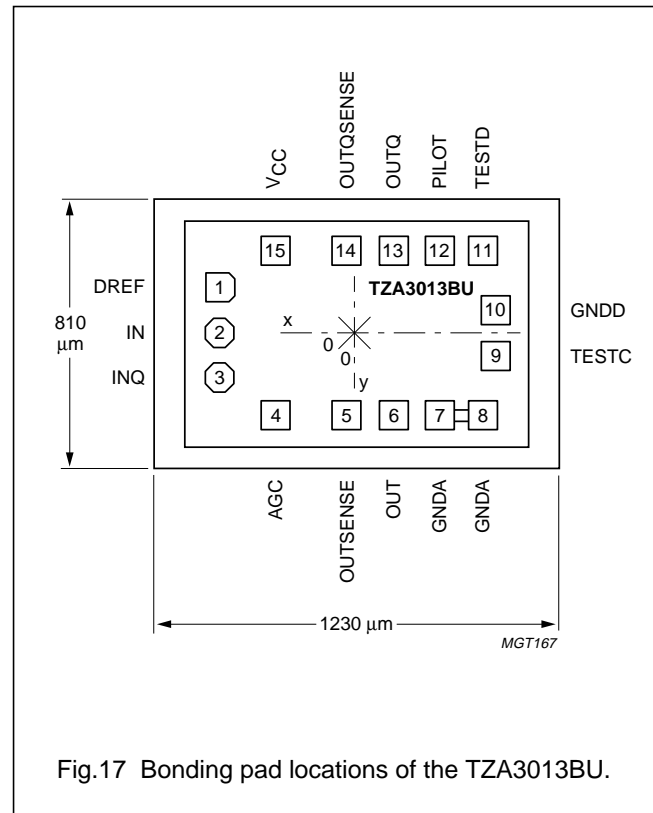 VCC
OUTQSENSE
OUTQ
PILOT
TESTD
15
14
13
12
11
DREF
1
TZA3013BU
10
GNDD
810
μm
IN
2
x
0
0
9
TESTC
INQ
3
y
4
5
6
7
8
AGC
OUTSENSE
OUT
GNDA
GNDA
1230 μm
MGT167
Fig.17 Bonding pad locations of the TZA3013BU.